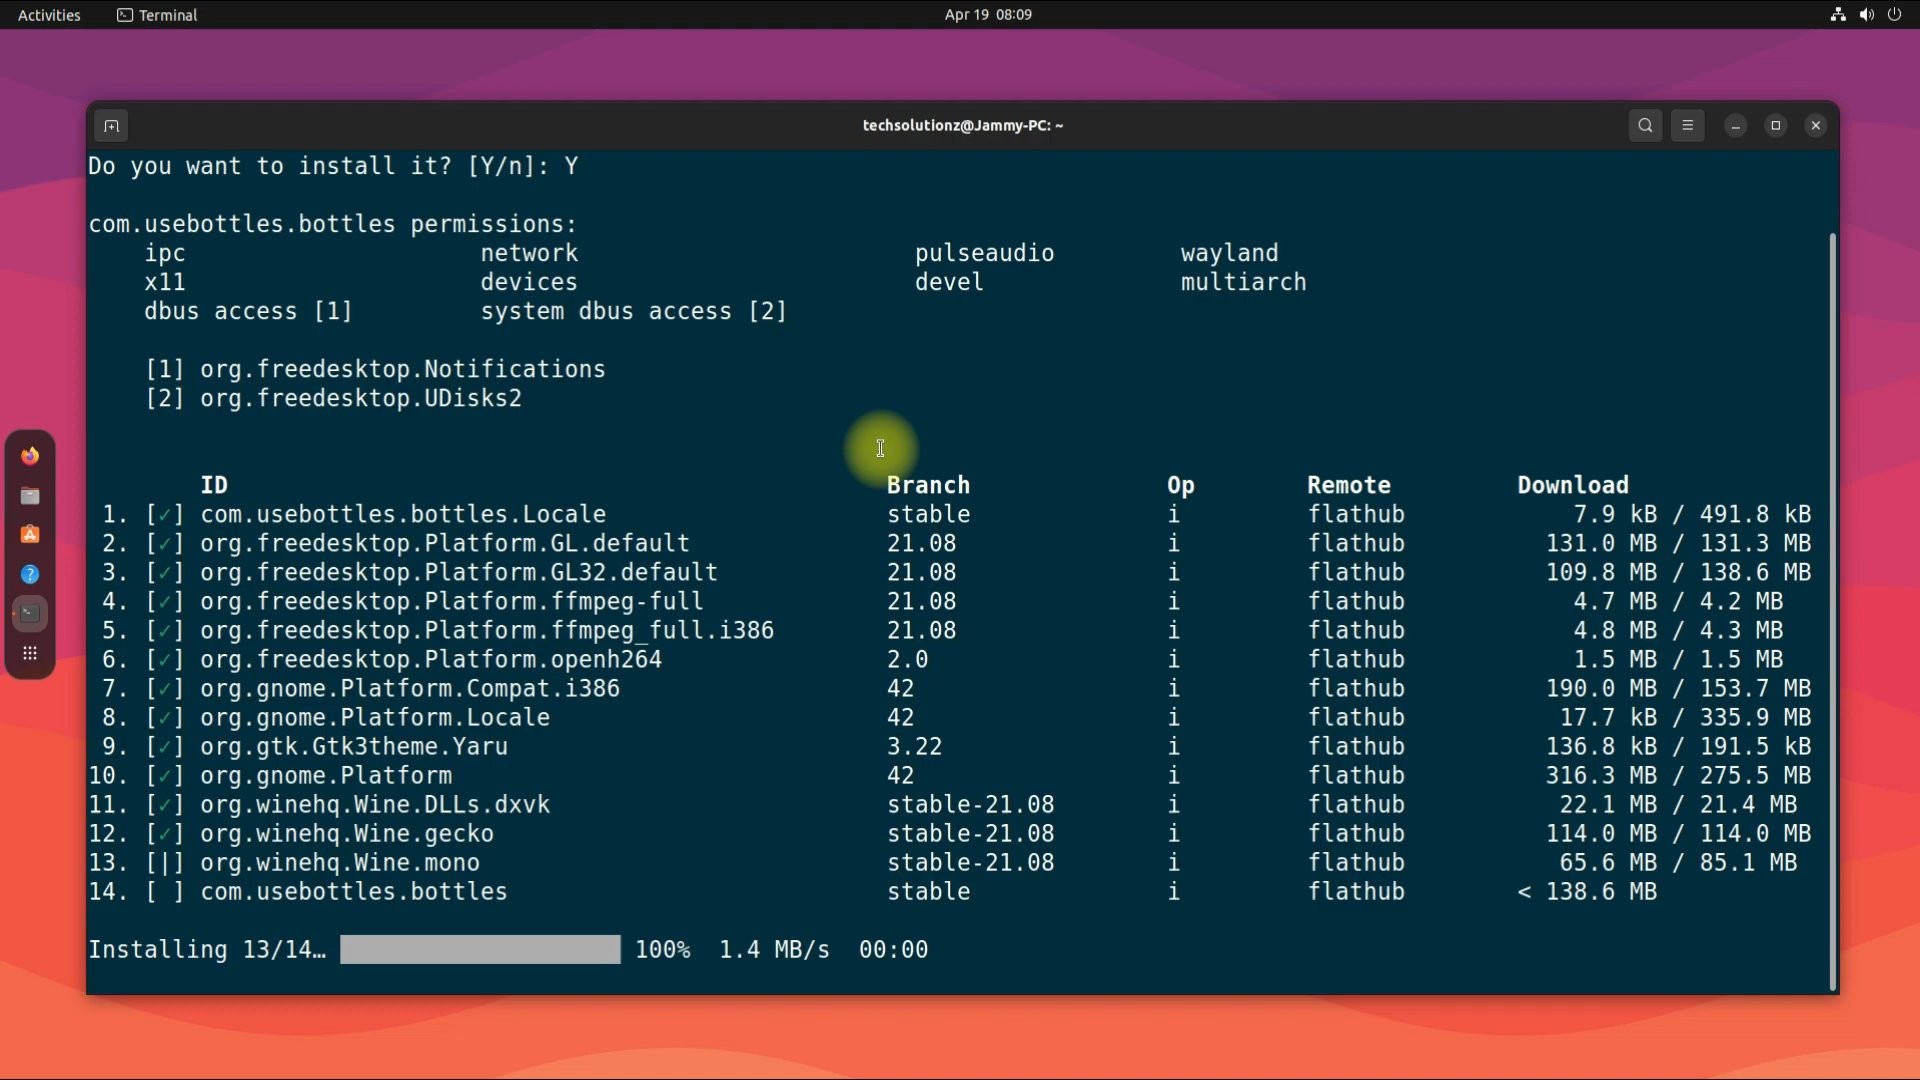 Activities Terminal Apr 19 08:09
techsolutionz@Jammy-PC: ~
Do you want to install it? [Y/n]: Y
com.usebottles.bottles permissions:
ipc network pulseaudio wayland
x11 devices devel multiarch
dbus access [1] system dbus access [2]
[1] org.freedesktop.Notifications
[2] org.freedesktop.UDisks2
ID Branch Op Remote Download
1. [✓] com.usebottles.bottles.Locale stable i flathub 7.9 kB / 491.8 kB
2. [✓] org.freedesktop.Platform.GL.default 21.08 i flathub 131.0 MB / 131.3 MB
3. [✓] org.freedesktop.Platform.GL32.default 21.08 i flathub 109.8 MB / 138.6 MB
4. [✓] org.freedesktop.Platform.ffmpeg-full 21.08 i flathub 4.7 MB / 4.2 MB
5. [✓] org.freedesktop.Platform.ffmpeg_full.i386 21.08 i flathub 4.8 MB / 4.3 MB
6. [✓] org.freedesktop.Platform.openh264 2.0 i flathub 1.5 MB / 1.5 MB
7. [✓] org.gnome.Platform.Compat.i386 42 i flathub 190.0 MB / 153.7 MB
8. [✓] org.gnome.Platform.Locale 42 i flathub 17.7 kB / 335.9 MB
9. [✓] org.gtk.Gtk3theme.Yaru 3.22 i flathub 136.8 kB / 191.5 kB
10. [✓] org.gnome.Platform 42 i flathub 316.3 MB / 275.5 MB
11. [✓] org.winehq.Wine.DLLs.dxvk stable-21.08 i flathub 22.1 MB / 21.4 MB
12. [✓] org.winehq.Wine.gecko stable-21.08 i flathub 114.0 MB / 114.0 MB
13. [|] org.winehq.Wine.mono stable-21.08 i flathub 65.6 MB / 85.1 MB
14. [ ] com.usebottles.bottles stable i flathub < 138.6 MB
Installing 13/14… 100% 1.4 MB/s 00:00